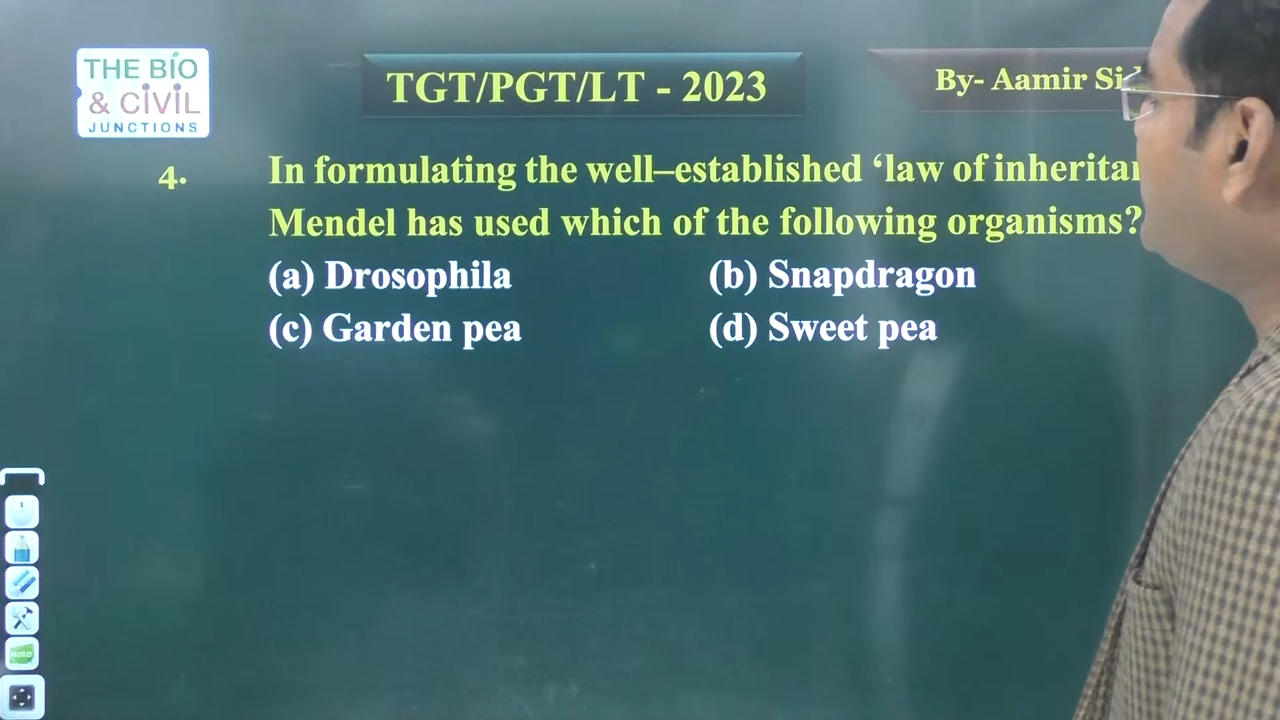 THE BIO
& CIVIL
JUNCTIONS
TGT/PGT/LT - 2023
By- Aamir
4. In formulating the well–established ‘law of
Mendel has used which of the following organisms?
(a) Drosophila (b) Snapdragon
(c) Garden pea (d) Sweet pea
Note